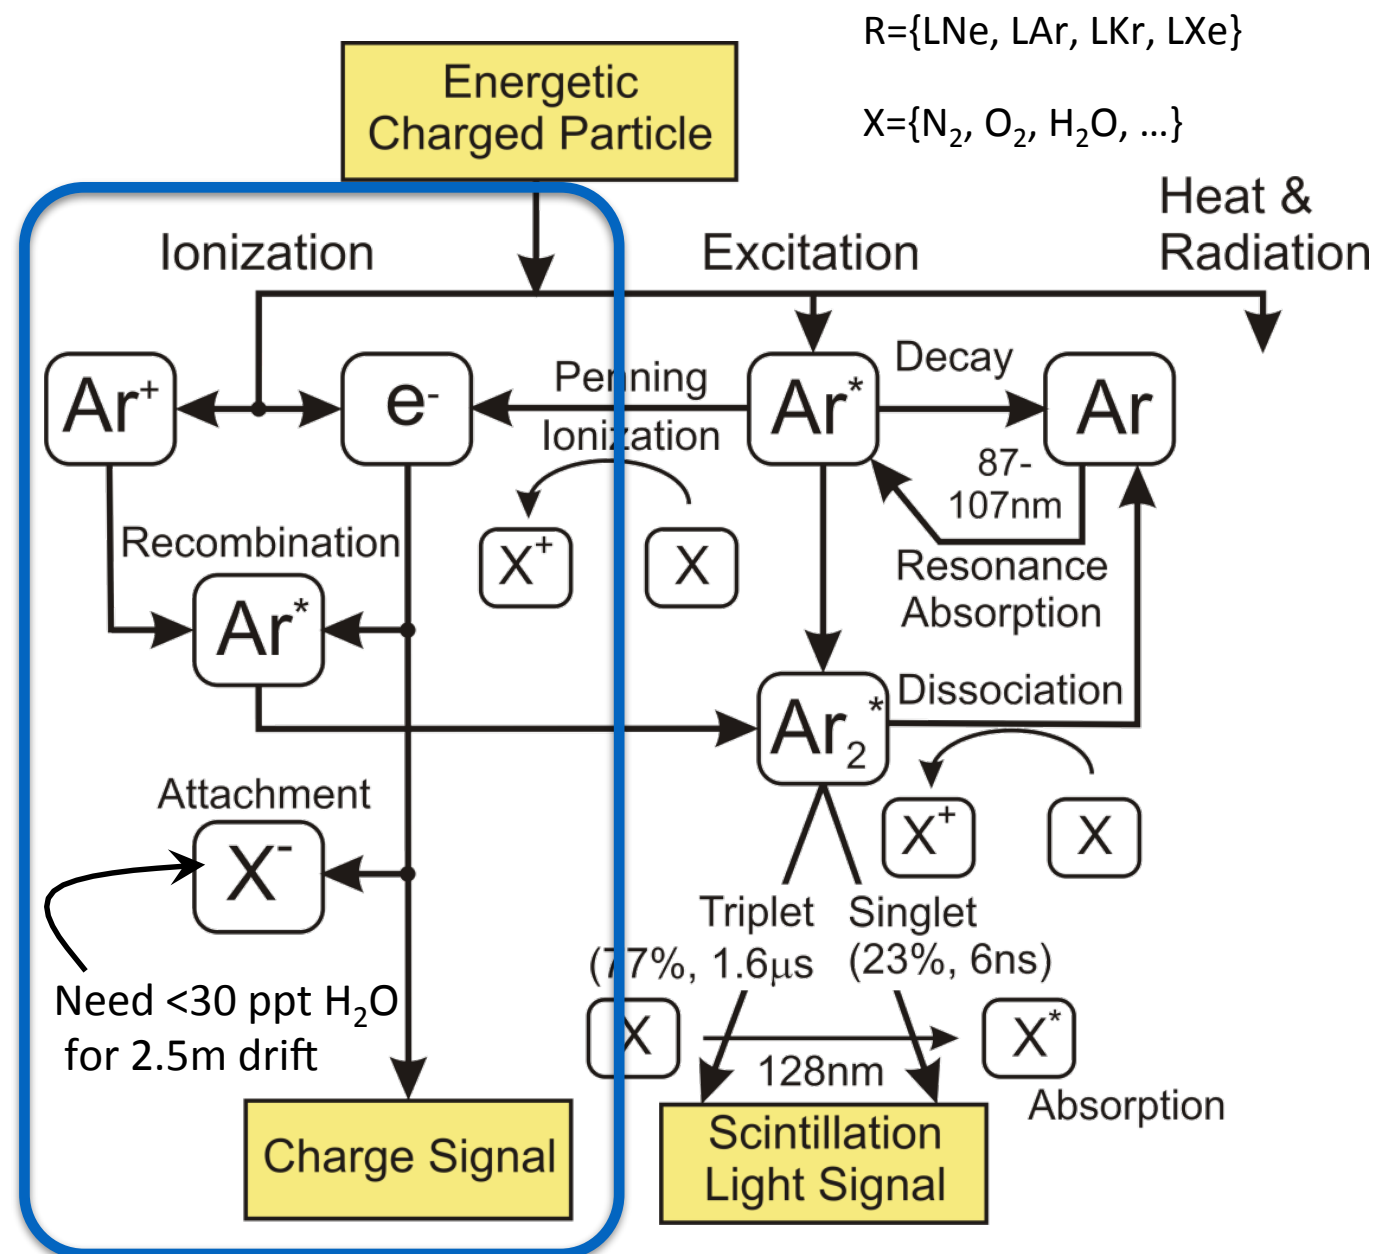 R={LNe, LAr, LKr, LXe}
Energetic
Charged Particle
X={N₂, O₂, H₂O, ...}
Heat &
Radiation
Ionization
Excitation
Ar⁺
e⁻
Penning
Ionization
Ar*
Decay
Ar
87-
107nm
Resonance
Absorption
Recombination
X⁺
X
Ar*
Ar₂*
Dissociation
X⁺
X
Attachment
X⁻
Triplet
(77%, 1.6μs
Singlet
(23%, 6ns)
Need <30 ppt H₂O
for 2.5m drift
X
128nm
X*
Absorption
Charge Signal
Scintillation
Light Signal